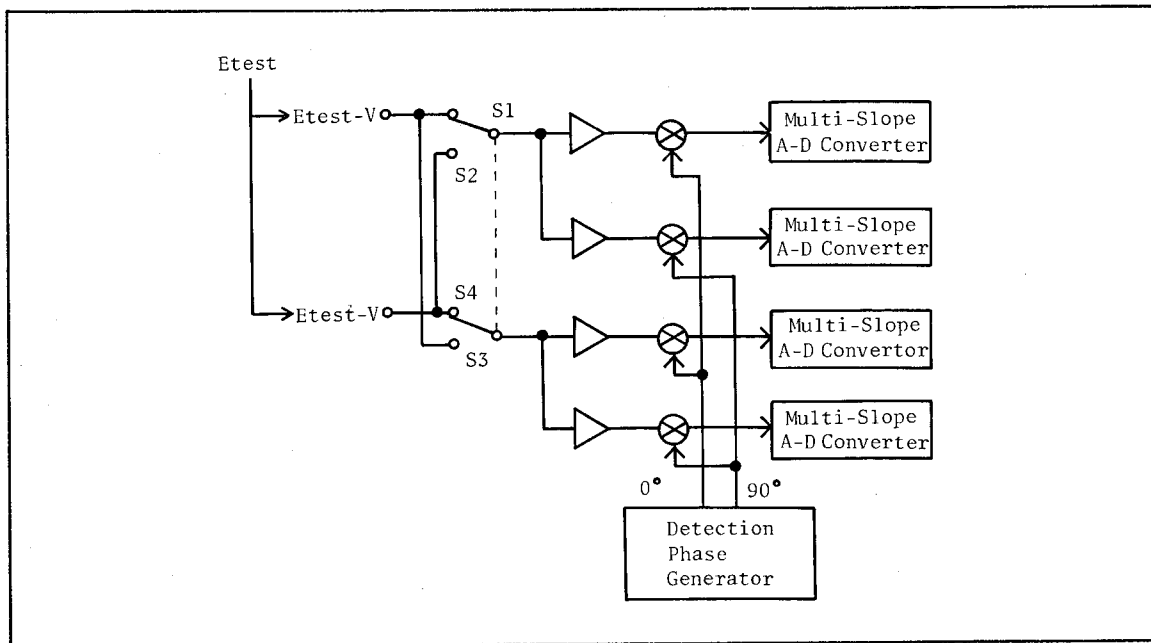 Etest
Etest-V
S1
Multi-Slope
A-D Converter
S2
Multi-Slope
A-D Converter
Etest-V
S4
S3
Multi-Slope
A-D Convertor
Multi-Slope
A-D Converter
0°
90°
Detection
Phase
Generator